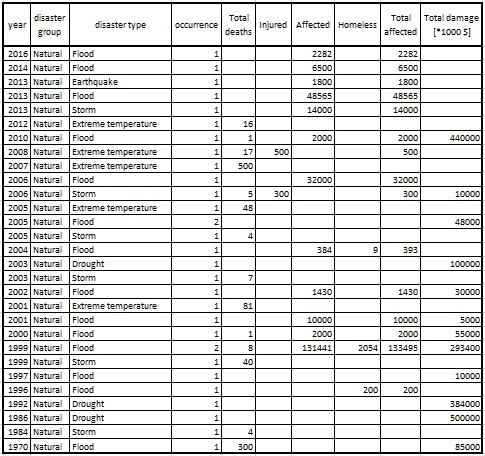 year disaster group disaster type occurrence Total deaths Injured Affected Homeless Total affected Total damage [*1000 $]
2016 Natural Flood 1 2282 2282
2014 Natural Flood 1 6500 6500
2013 Natural Earthquake 1 1800 1800
2013 Natural Flood 1 48565 48565
2013 Natural Storm 1 14000 14000
2012 Natural Extreme temperature 1 16
2010 Natural Flood 1 1 2000 2000 440000
2008 Natural Extreme temperature 1 17 500 500
2007 Natural Extreme temperature 1 500
2006 Natural Flood 1 32000 32000
2006 Natural Storm 1 5 300 300 10000
2005 Natural Extreme temperature 1 48
2005 Natural Flood 2 48000
2005 Natural Storm 1 4
2004 Natural Flood 1 384 9 393
2003 Natural Drought 1 100000
2003 Natural Storm 1 7
2002 Natural Flood 1 1430 1430 30000
2001 Natural Extreme temperature 1 81
2001 Natural Flood 1 10000 10000 5000
2000 Natural Flood 1 1 2000 2000 55000
1999 Natural Flood 2 8 131441 2054 133495 293400
1999 Natural Storm 1 40
1997 Natural Flood 1 10000
1996 Natural Flood 1 200 200
1992 Natural Drought 1 384000
1986 Natural Drought 1 500000
1984 Natural Storm 1 4
1970 Natural Flood 1 300 85000